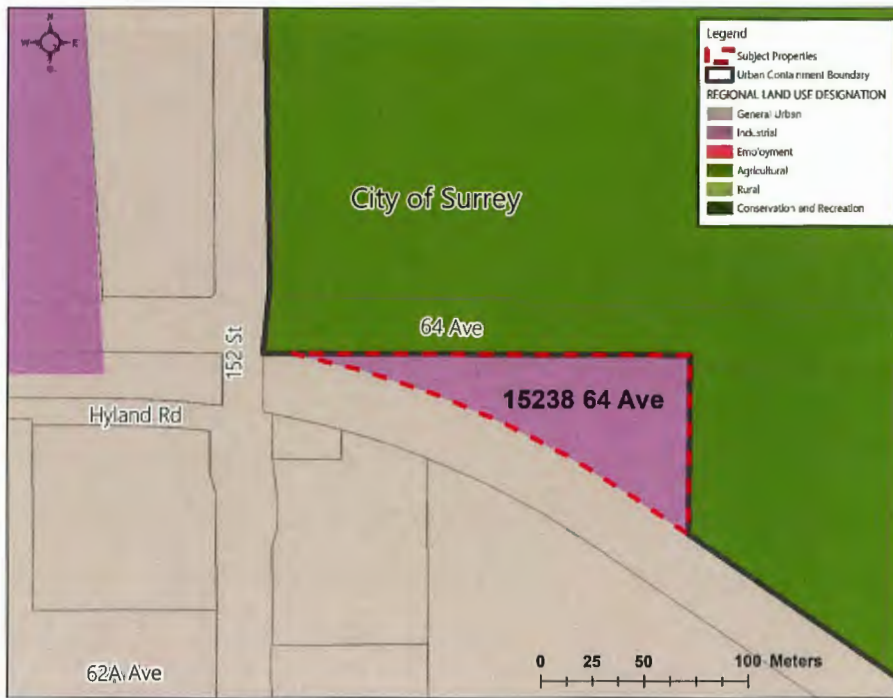 N
W E
Legend
Subject Properties
Urban Containment Boundary
REGIONAL LAND USE DESIGNATION
General Urban
Industrial
Employment
Agricultural
Rural
Conservation and Recreation
City of Surrey
64 Ave
152 St
15238 64 Ave
Hyland Rd
62A Ave
0 25 50 100 Meters